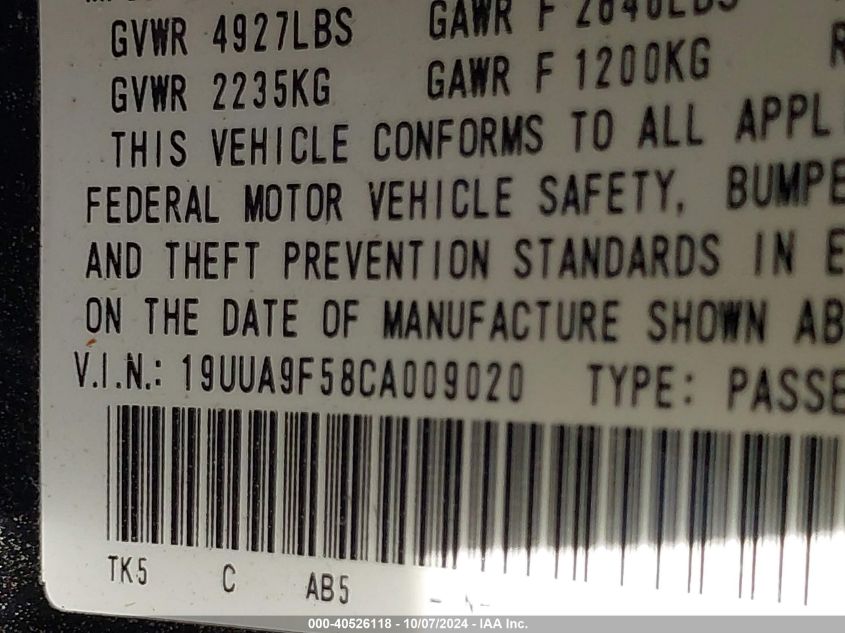 GVWR 4927LBS GAWR F 2646LBS
GVWR 2235KG GAWR F 1200KG R
THIS VEHICLE CONFORMS TO ALL APPL
FEDERAL MOTOR VEHICLE SAFETY, BUMPE
AND THEFT PREVENTION STANDARDS IN E
ON THE DATE OF MANUFACTURE SHOWN AB
V.I.N.: 19UUA9F58CA009020 TYPE: PASSE
TK5 C AB5
000-40526118 - 10/07/2024 - IAA Inc.